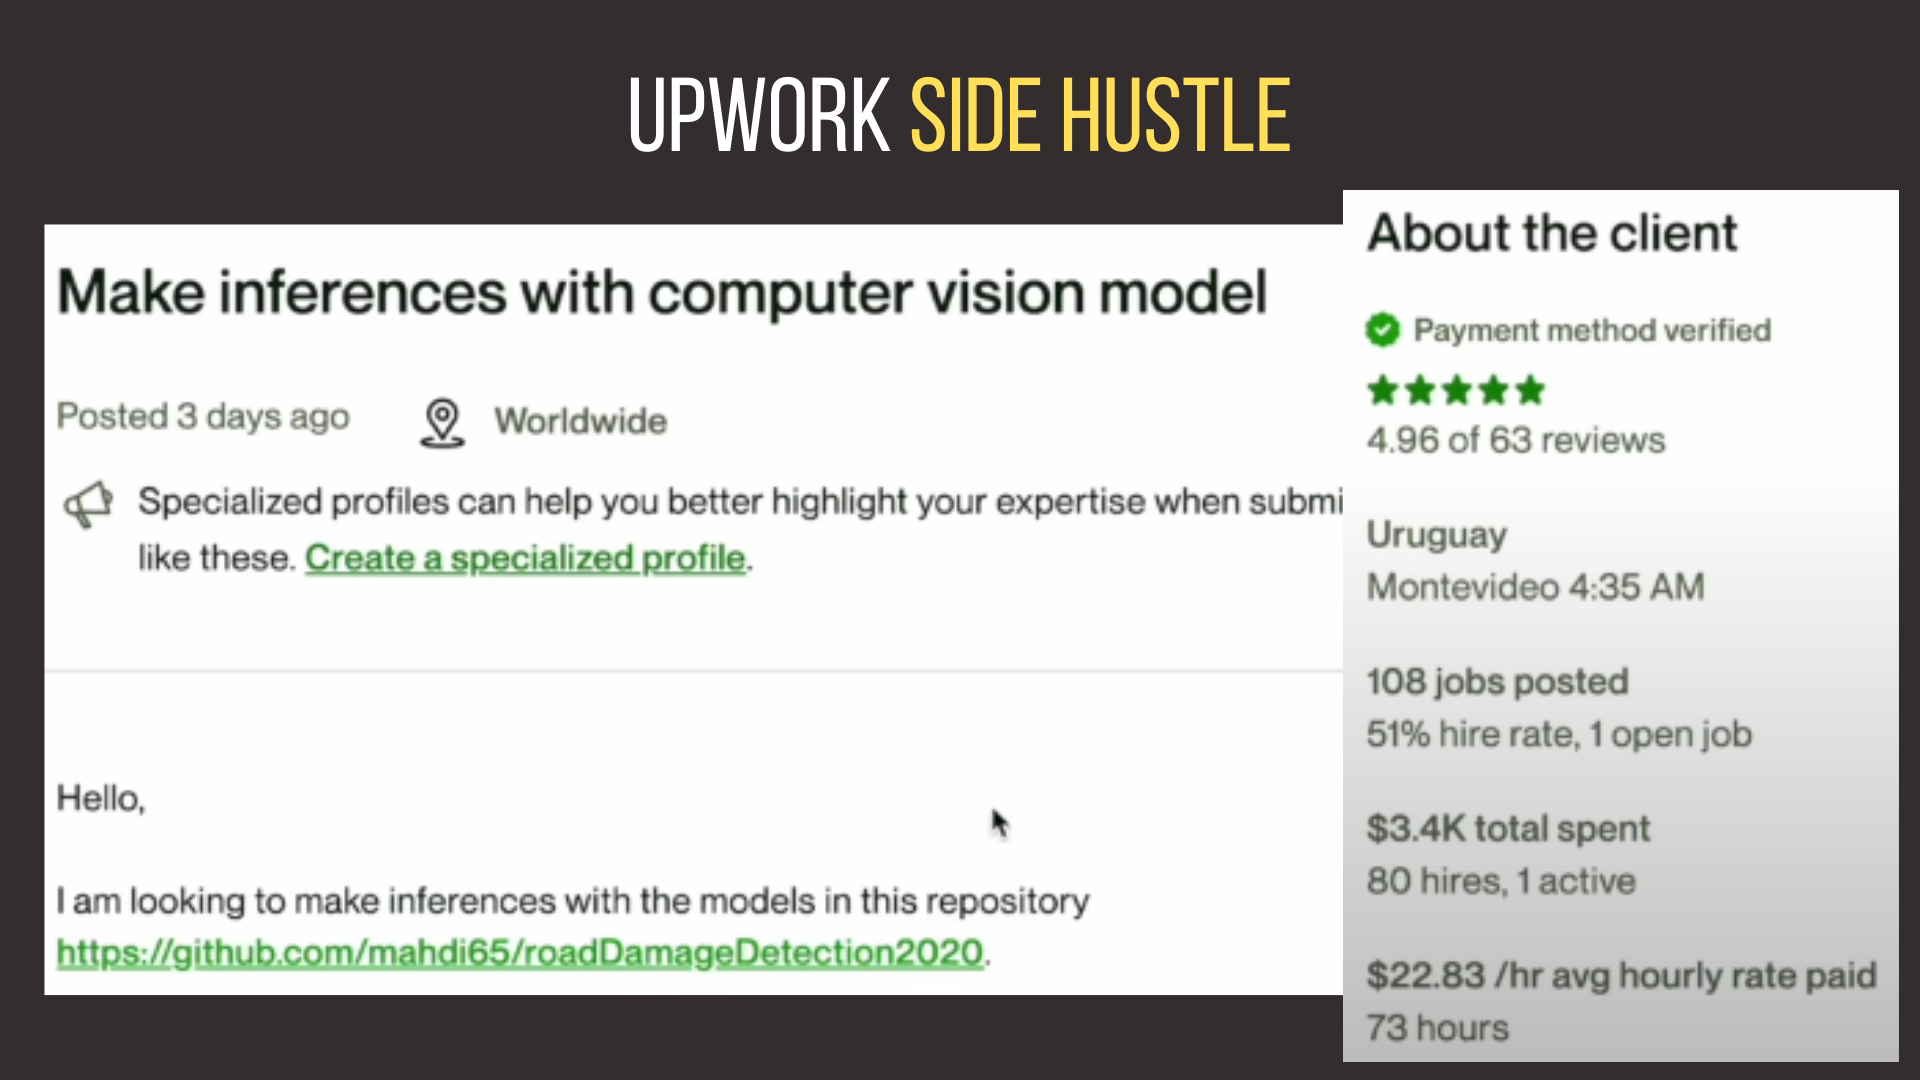 UPWORK SIDE HUSTLE
Make inferences with computer vision model
Posted 3 days ago Worldwide
Specialized profiles can help you better highlight your expertise when submi
like these. Create a specialized profile.
Hello,
I am looking to make inferences with the models in this repository
https://github.com/mahdi65/roadDamageDetection2020.
About the client
Payment method verified
4.96 of 63 reviews
Uruguay
Montevideo 4:35 AM
108 jobs posted
51% hire rate, 1 open job
$3.4K total spent
80 hires, 1 active
$22.83 /hr avg hourly rate paid
73 hours